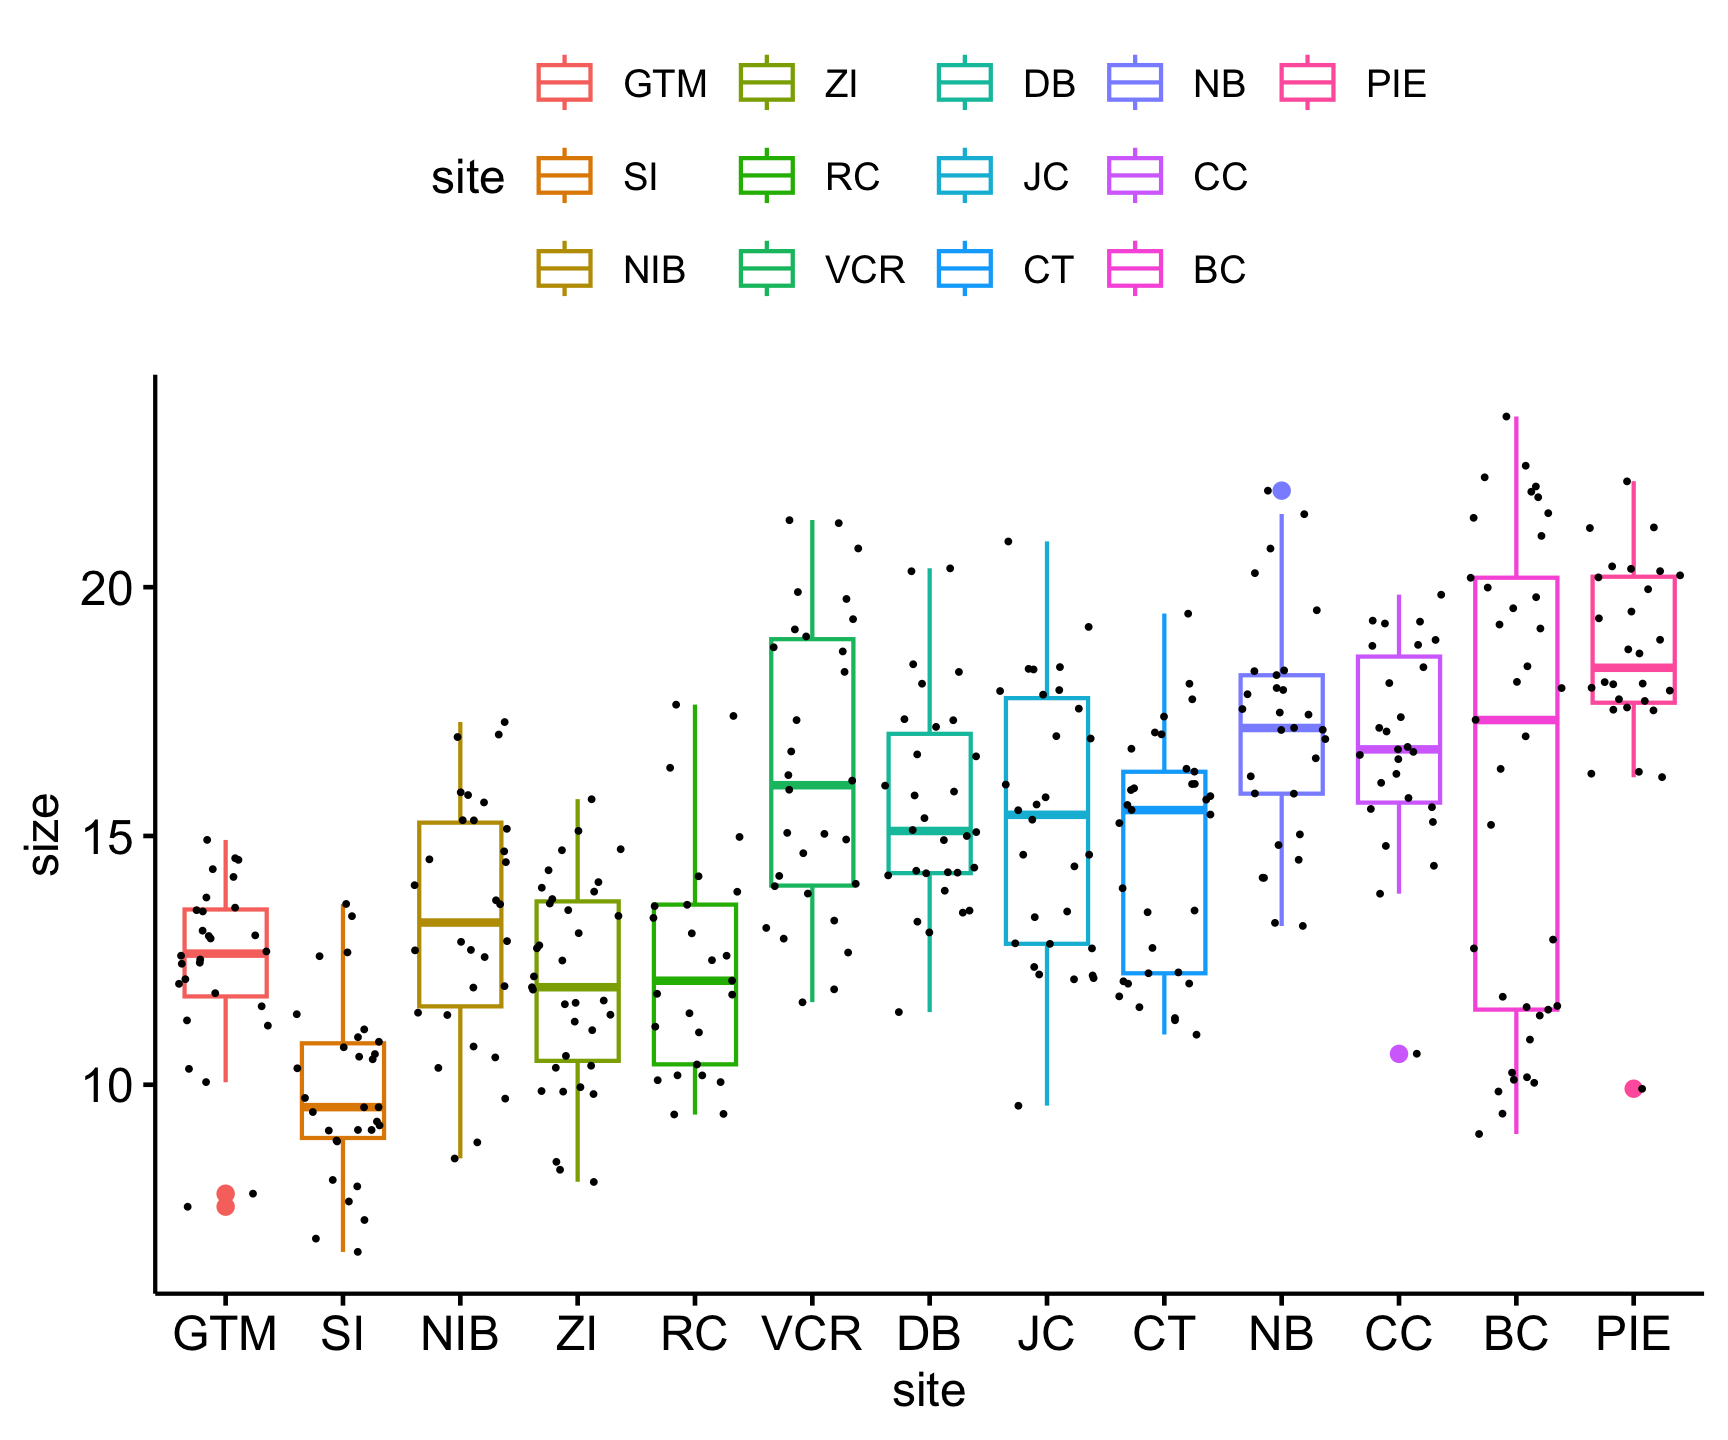 GTM ZI DB NB PIE
site SI RC JC CC
NIB VCR CT BC
size
20
15
10
GTM SI NIB ZI RC VCR DB JC CT NB CC BC PIE
site